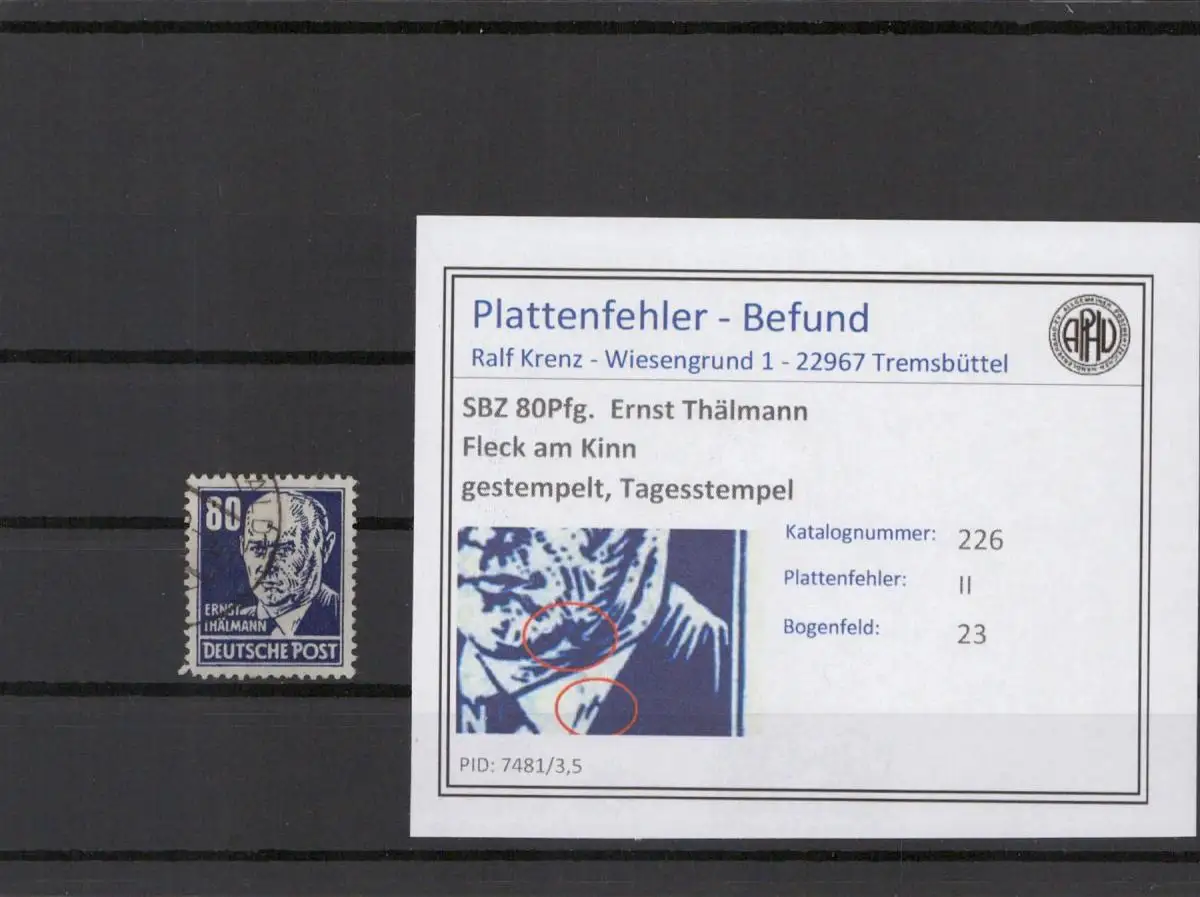 80
ERNST
THÄLMANN
DEUTSCHE POST
Plattenfehler - Befund
Ralf Krenz - Wiesengrund 1 - 22967 Tremsbüttel
APHV
SBZ 80Pfg. Ernst Thälmann
Fleck am Kinn
gestempelt, Tagesstempel
Katalognummer: 226
Plattenfehler: II
Bogenfeld: 23
N
PID: 7481/3,5